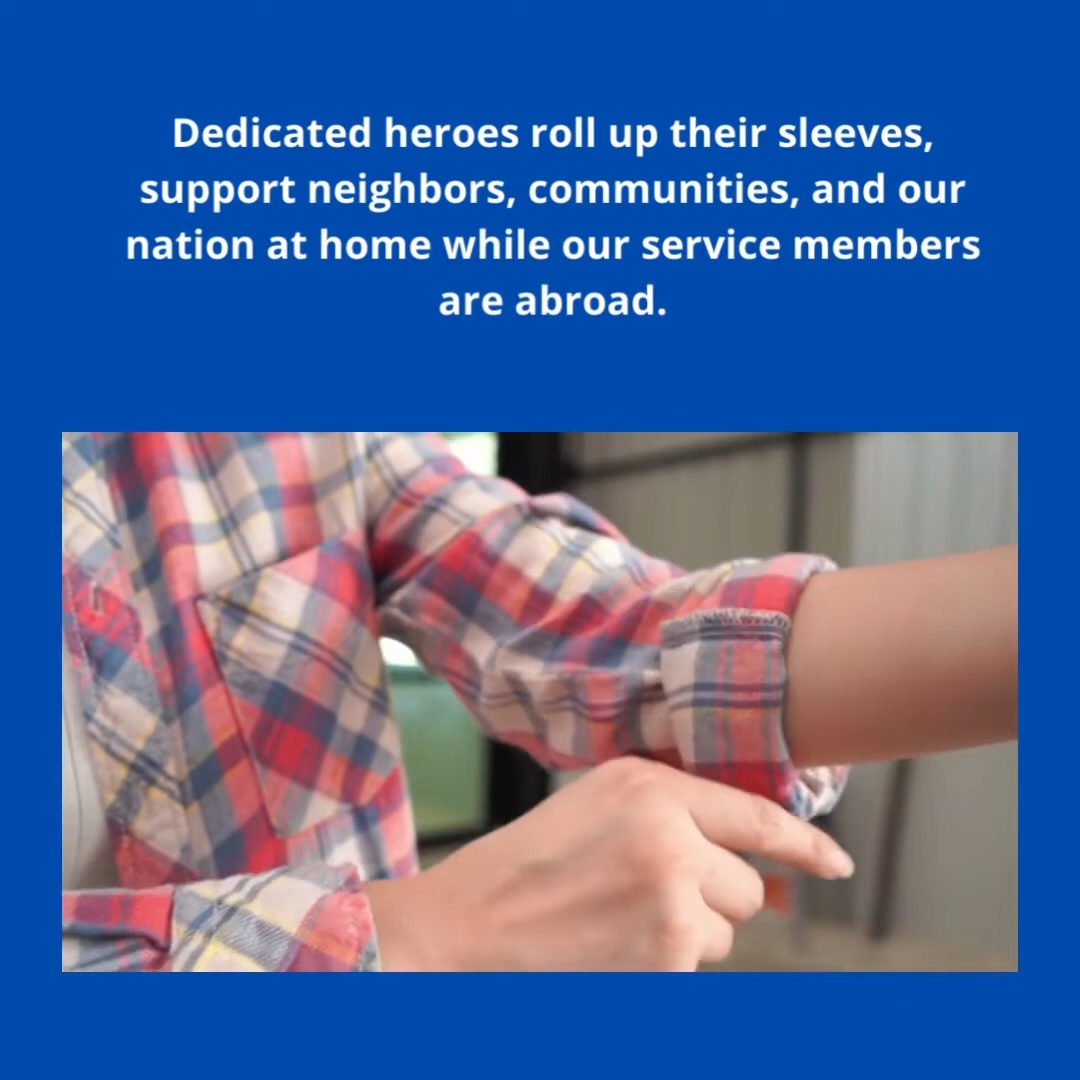 Dedicated heroes roll up their sleeves,
support neighbors, communities, and our
nation at home while our service members
are abroad.